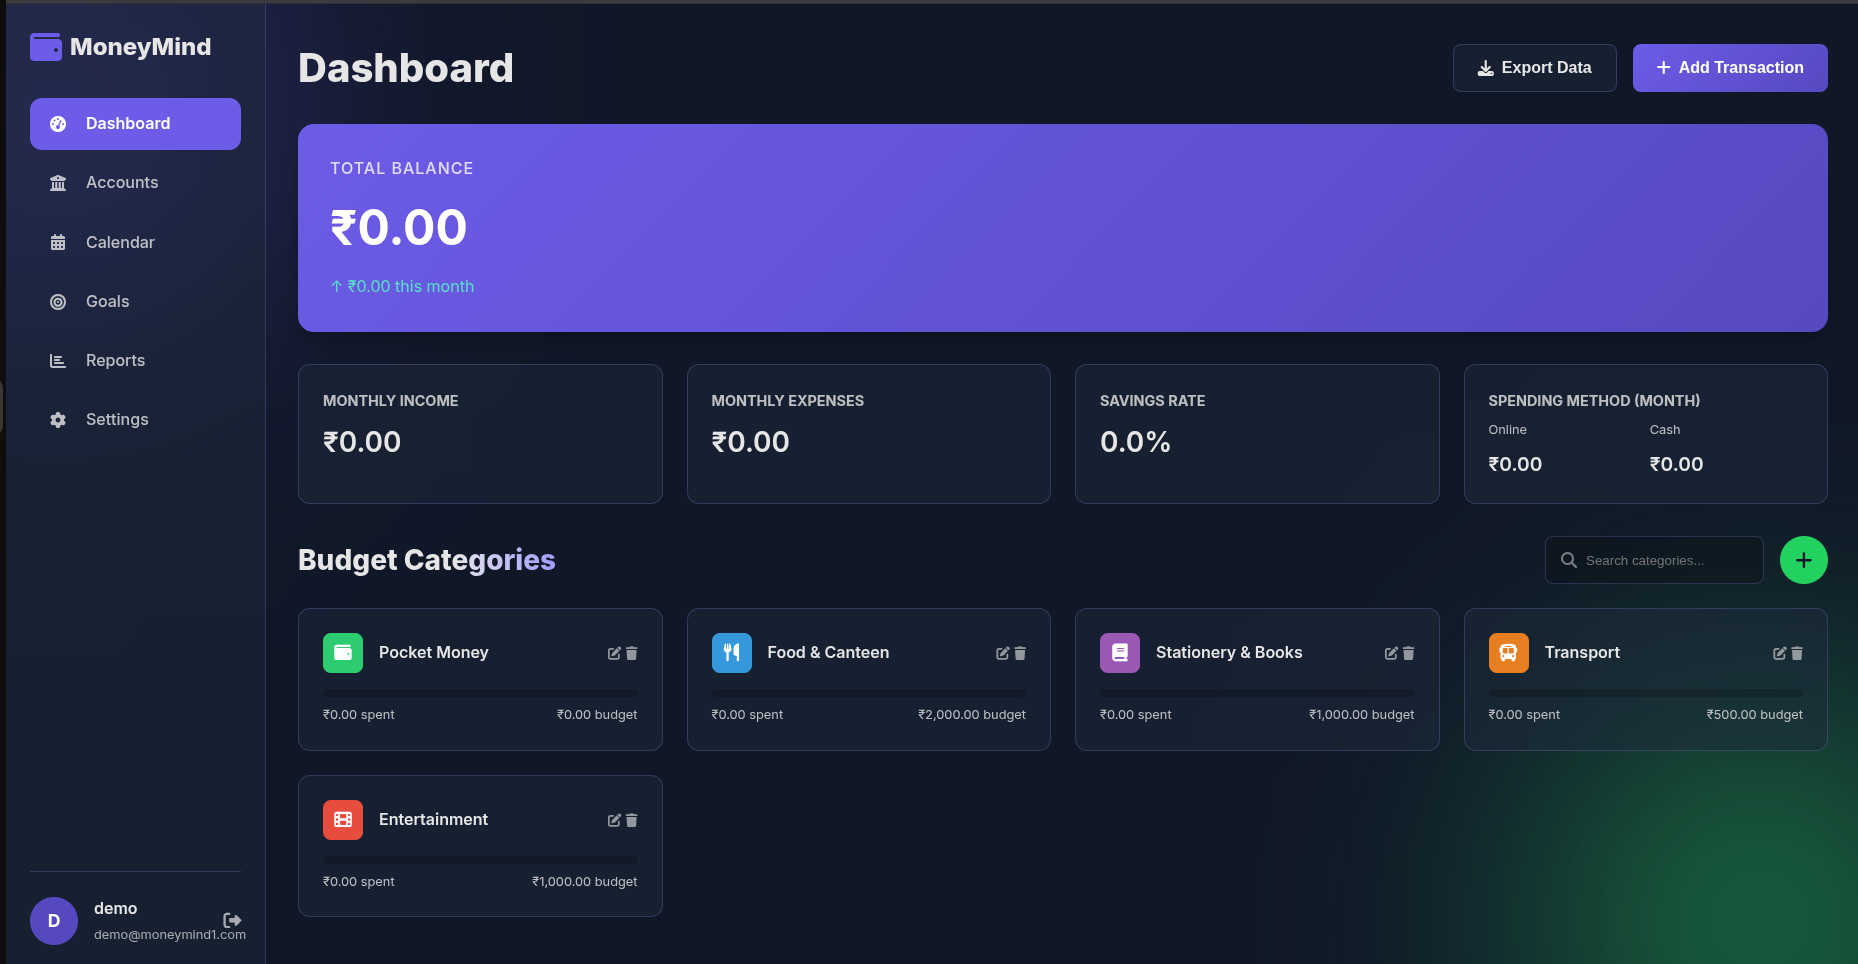 MoneyMind
Dashboard
Accounts
Calendar
Goals
Reports
Settings
D
demo
demo@moneymind1.com
Dashboard
Export Data
Add Transaction
TOTAL BALANCE
₹0.00
↑ ₹0.00 this month
MONTHLY INCOME
₹0.00
MONTHLY EXPENSES
₹0.00
SAVINGS RATE
0.0%
SPENDING METHOD (MONTH)
Online Cash
₹0.00 ₹0.00
Budget Categories
Search categories...
Pocket Money
₹0.00 spent ₹0.00 budget
Food & Canteen
₹0.00 spent ₹2,000.00 budget
Stationery & Books
₹0.00 spent ₹1,000.00 budget
Transport
₹0.00 spent ₹500.00 budget
Entertainment
₹0.00 spent ₹1,000.00 budget